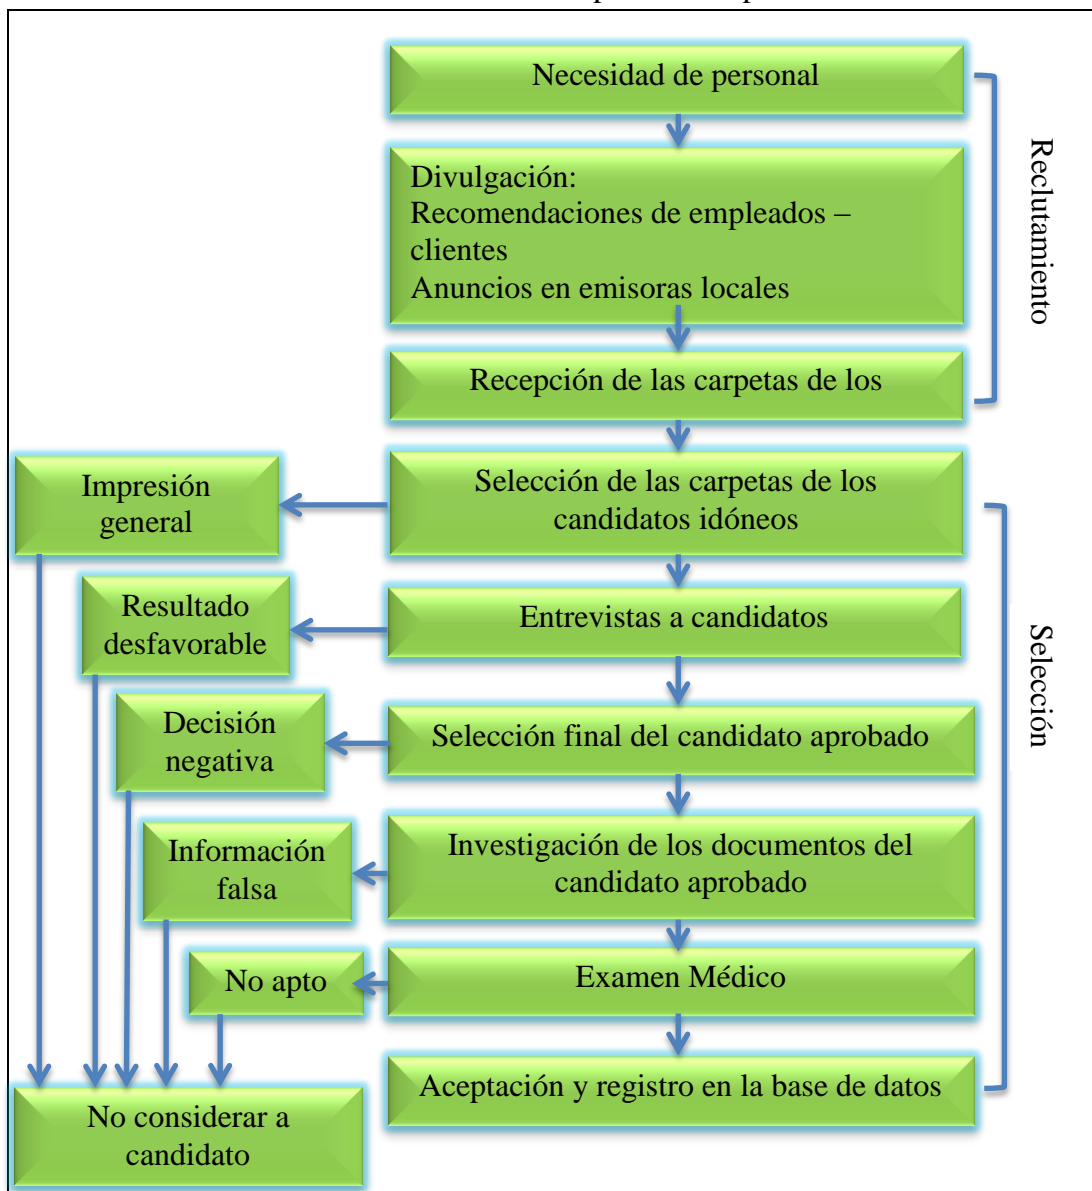 Necesidad de personal
Divulgación:
Recomendaciones de empleados –
clientes
Anuncios en emisoras locales
Recepción de las carpetas de los
Reclutamiento
Selección de las carpetas de los
candidatos idóneos
Impresión
general
Entrevistas a candidatos
Resultado
desfavorable
Selección final del candidato aprobado
Decisión
negativa
Investigación de los documentos del
candidato aprobado
Información
falsa
Examen Médico
No apto
Aceptación y registro en la base de datos
No considerar a
candidato
Selección